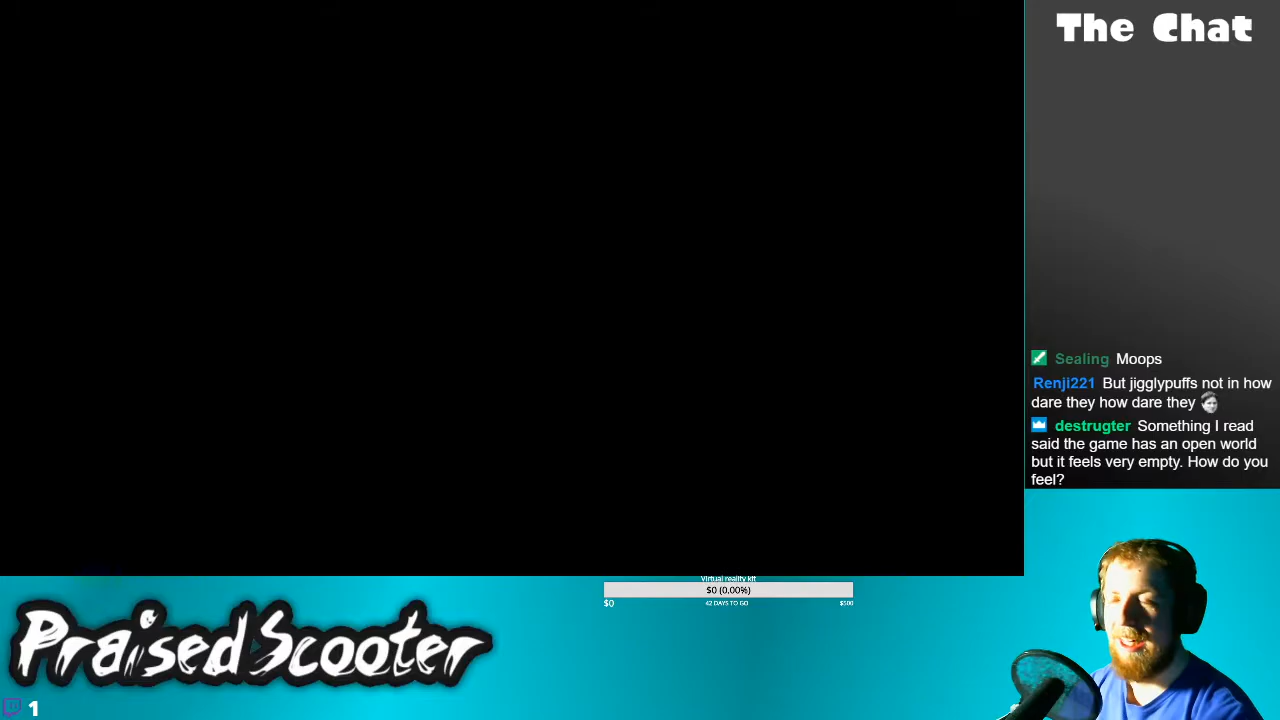 The Chat
Sealing Moops
Renji221 But jigglypuffs not in how
dare they how dare they
destrugter Something I read
said the game has an open world
but it feels very empty. How do you
feel?
Virtual reality kit
$0 (0.00%)
$0 42 DAYS TO GO $500
Praised Scooter
1